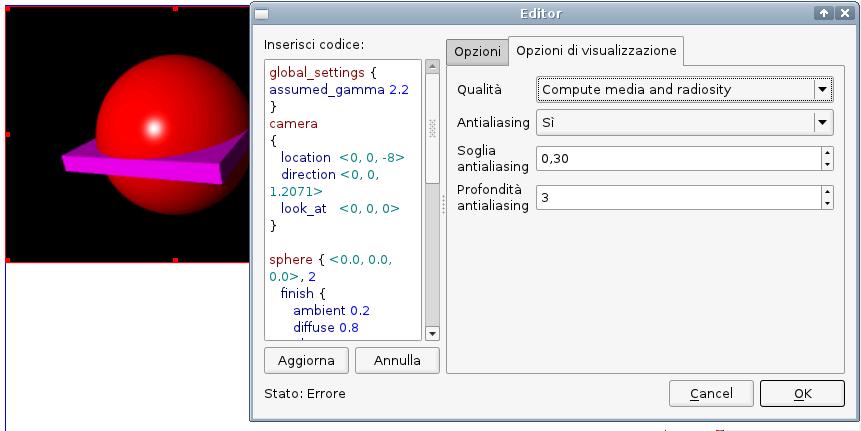 Editor
Inserisci codice:
global_settings {
assumed_gamma 2.2
}
camera
{
location <0, 0, -8>
direction <0, 0,
1.2071>
look_at <0, 0, 0>
}
sphere { <0.0, 0.0,
0.0>, 2
finish {
ambient 0.2
diffuse 0.8
Aggiorna Annulla
Stato: Errore
Opzioni Opzioni di visualizzazione
Qualità Compute media and radiosity
Antialiasing Sì
Soglia
antialiasing 0,30
Profondità
antialiasing 3
Cancel OK